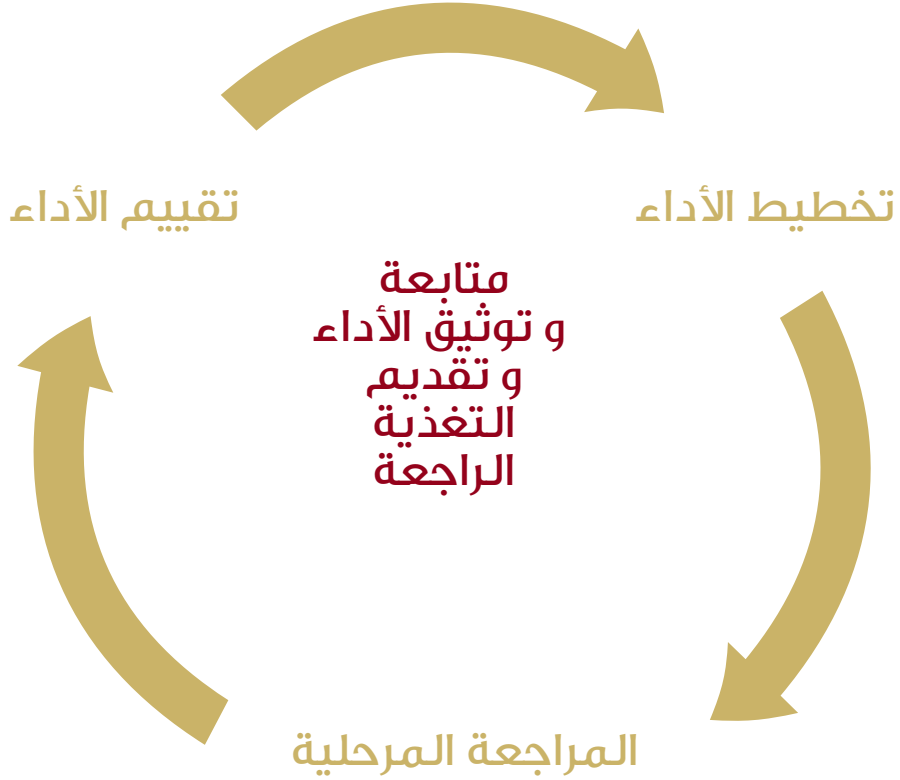 تخطيط الأداء
تقييم الأداء
متابعة
و توثيق الأداء
و تقديم
التغذية
الراجعة
المراجعة المرحلية